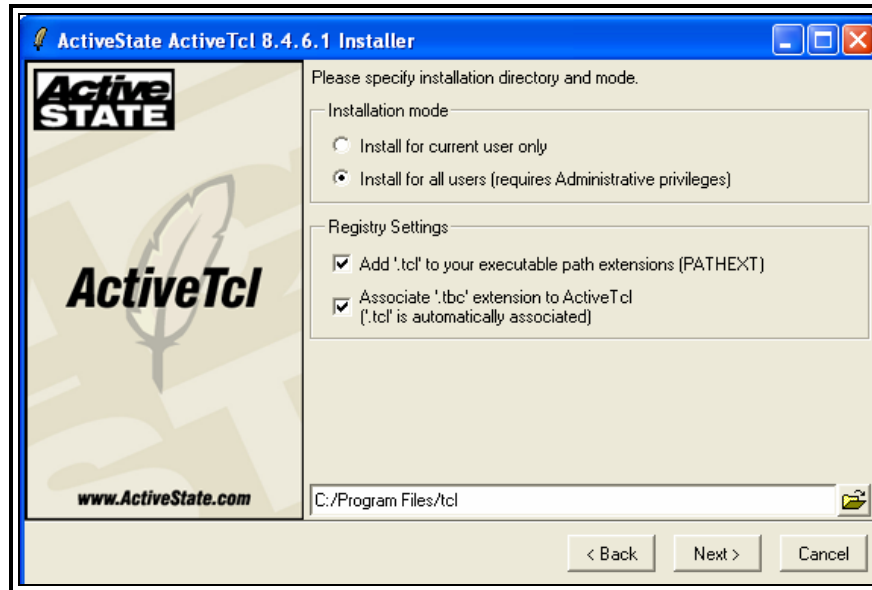 ActiveState ActiveTcl 8.4.6.1 Installer
Active
STATE
ActiveTcl
www.ActiveState.com
Please specify installation directory and mode.
Installation mode
Install for current user only
Install for all users (requires Administrative privileges)
Registry Settings
Add '.tcl' to your executable path extensions (PATHEXT)
Associate '.tbc' extension to ActiveTcl
('.tcl' is automatically associated)
C:/Program Files/tcl
< Back Next > Cancel